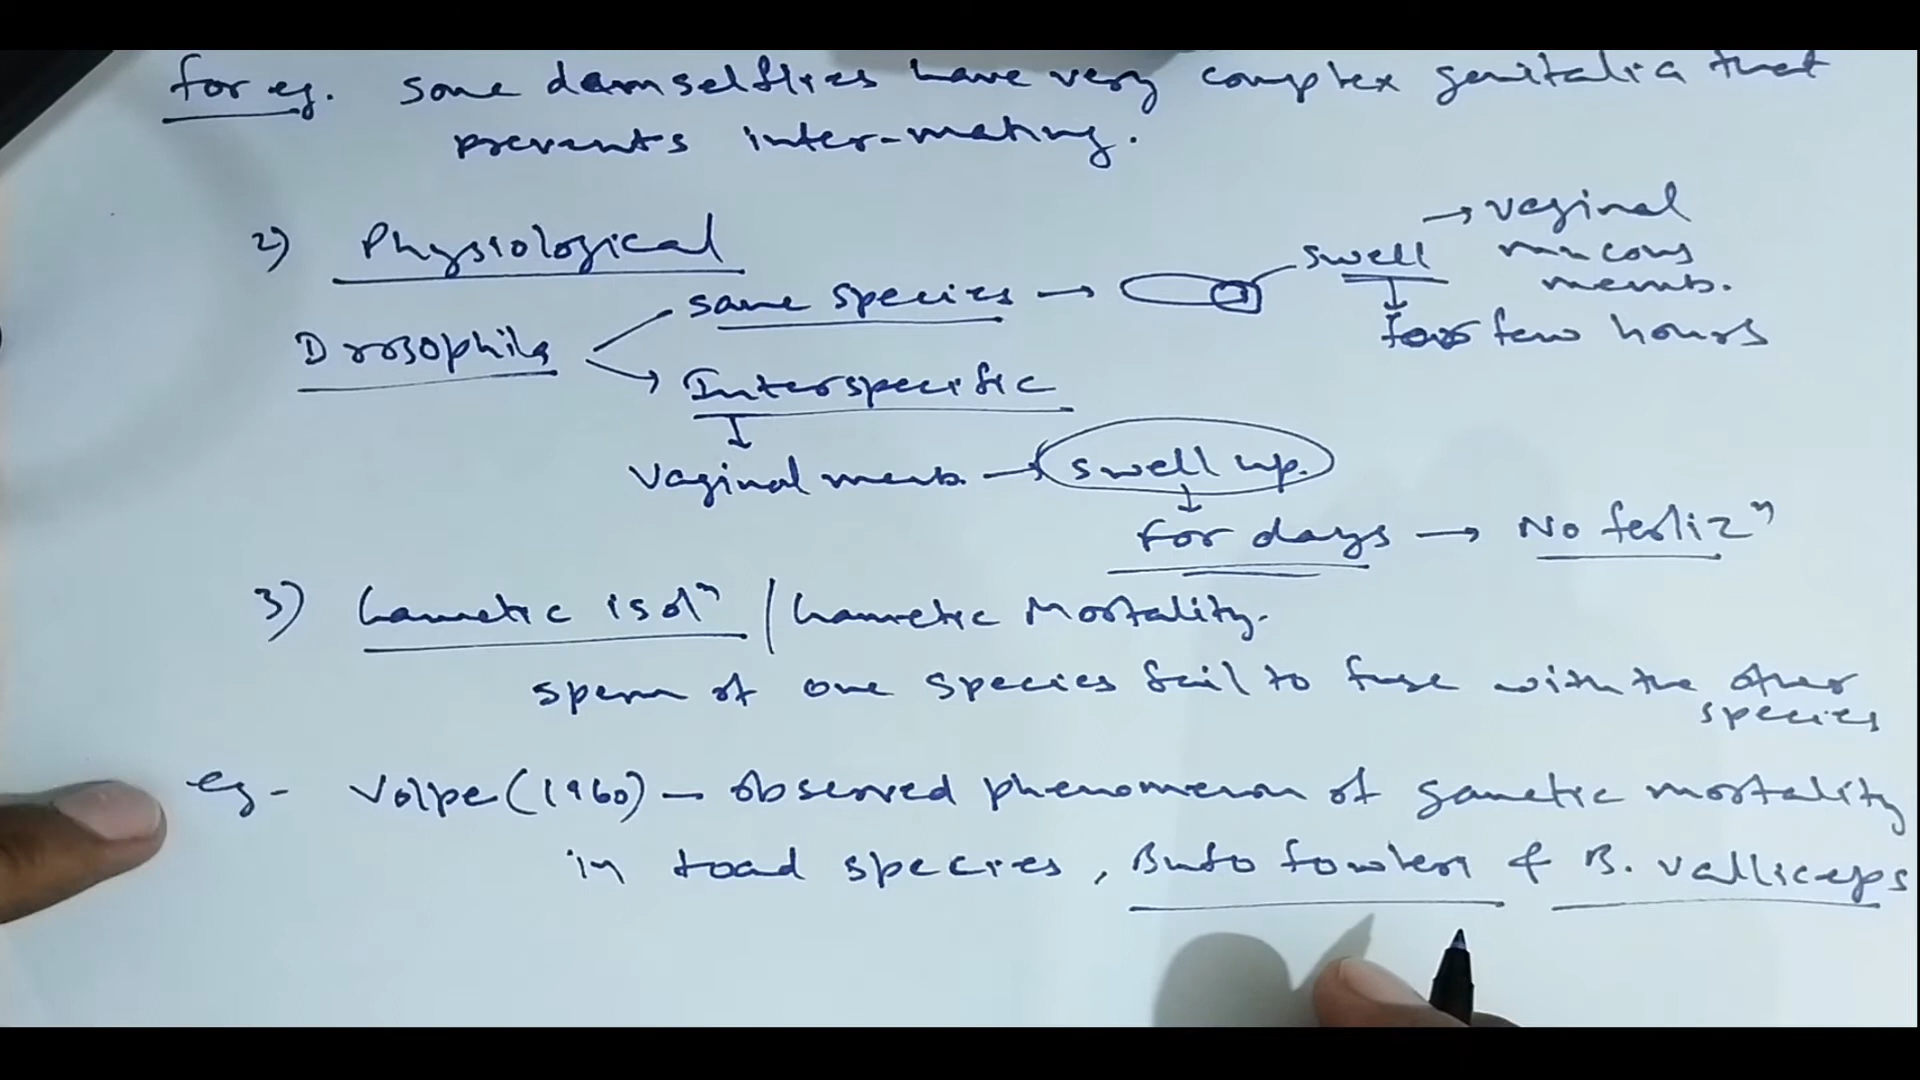 for eg. some damselflies have very complex genitalia that
prevents inter-mating.
2) Physiological
Drosophila
same species → swell → vaginal
mucous
memb.
for few hours
→ Interspecific
Vaginal memb. → swell up.
For days → No ferlizⁿ
3) Gametic isolⁿ / Gametic Mortality.
sperm of one species fail to fuse with the other
species
eg - Volpe (1960) - observed phenomenon of gametic mortality
in toad species, Bufo fowleri & B. valliceps